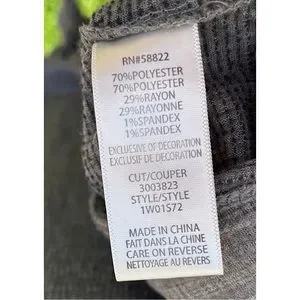 RN#58822
70%POLYESTER
70%POLYESTER
29%RAYON
29%RAYONNE
1%SPANDEX
1%SPANDEX
EXCLUSIVE OF DECORATION
EXCLUSIF DE DECORATION
CUT/COUPER
3003823
STYLE/STYLE
1W01S72
MADE IN CHINA
FAIT DANS LA CHINE
CARE ON REVERSE
NETTOYAGE AU REVERS